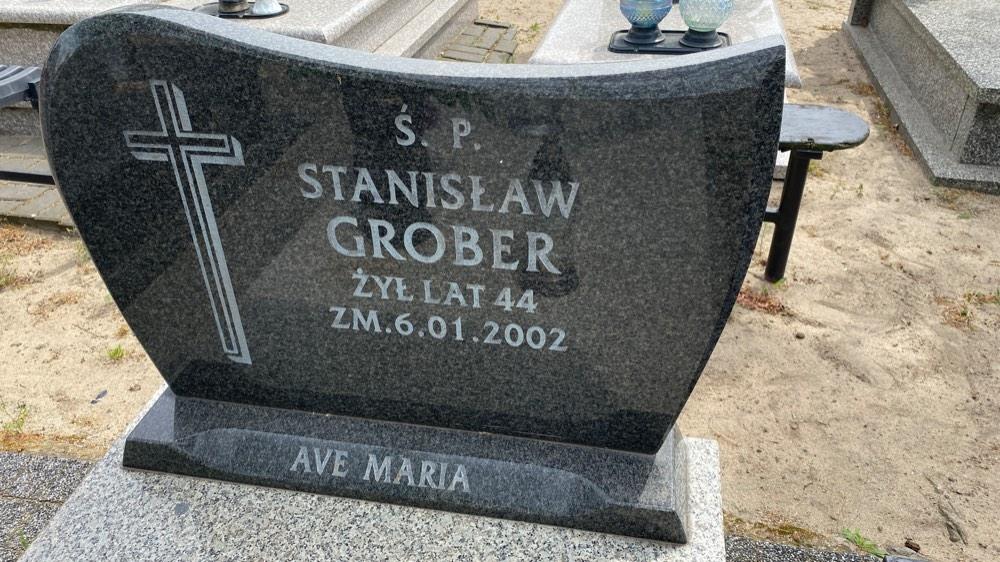 Ś. P.
STANISŁAW
GROBER
ŻYŁ LAT 44
ZM.6.01.2002
AVE MARIA